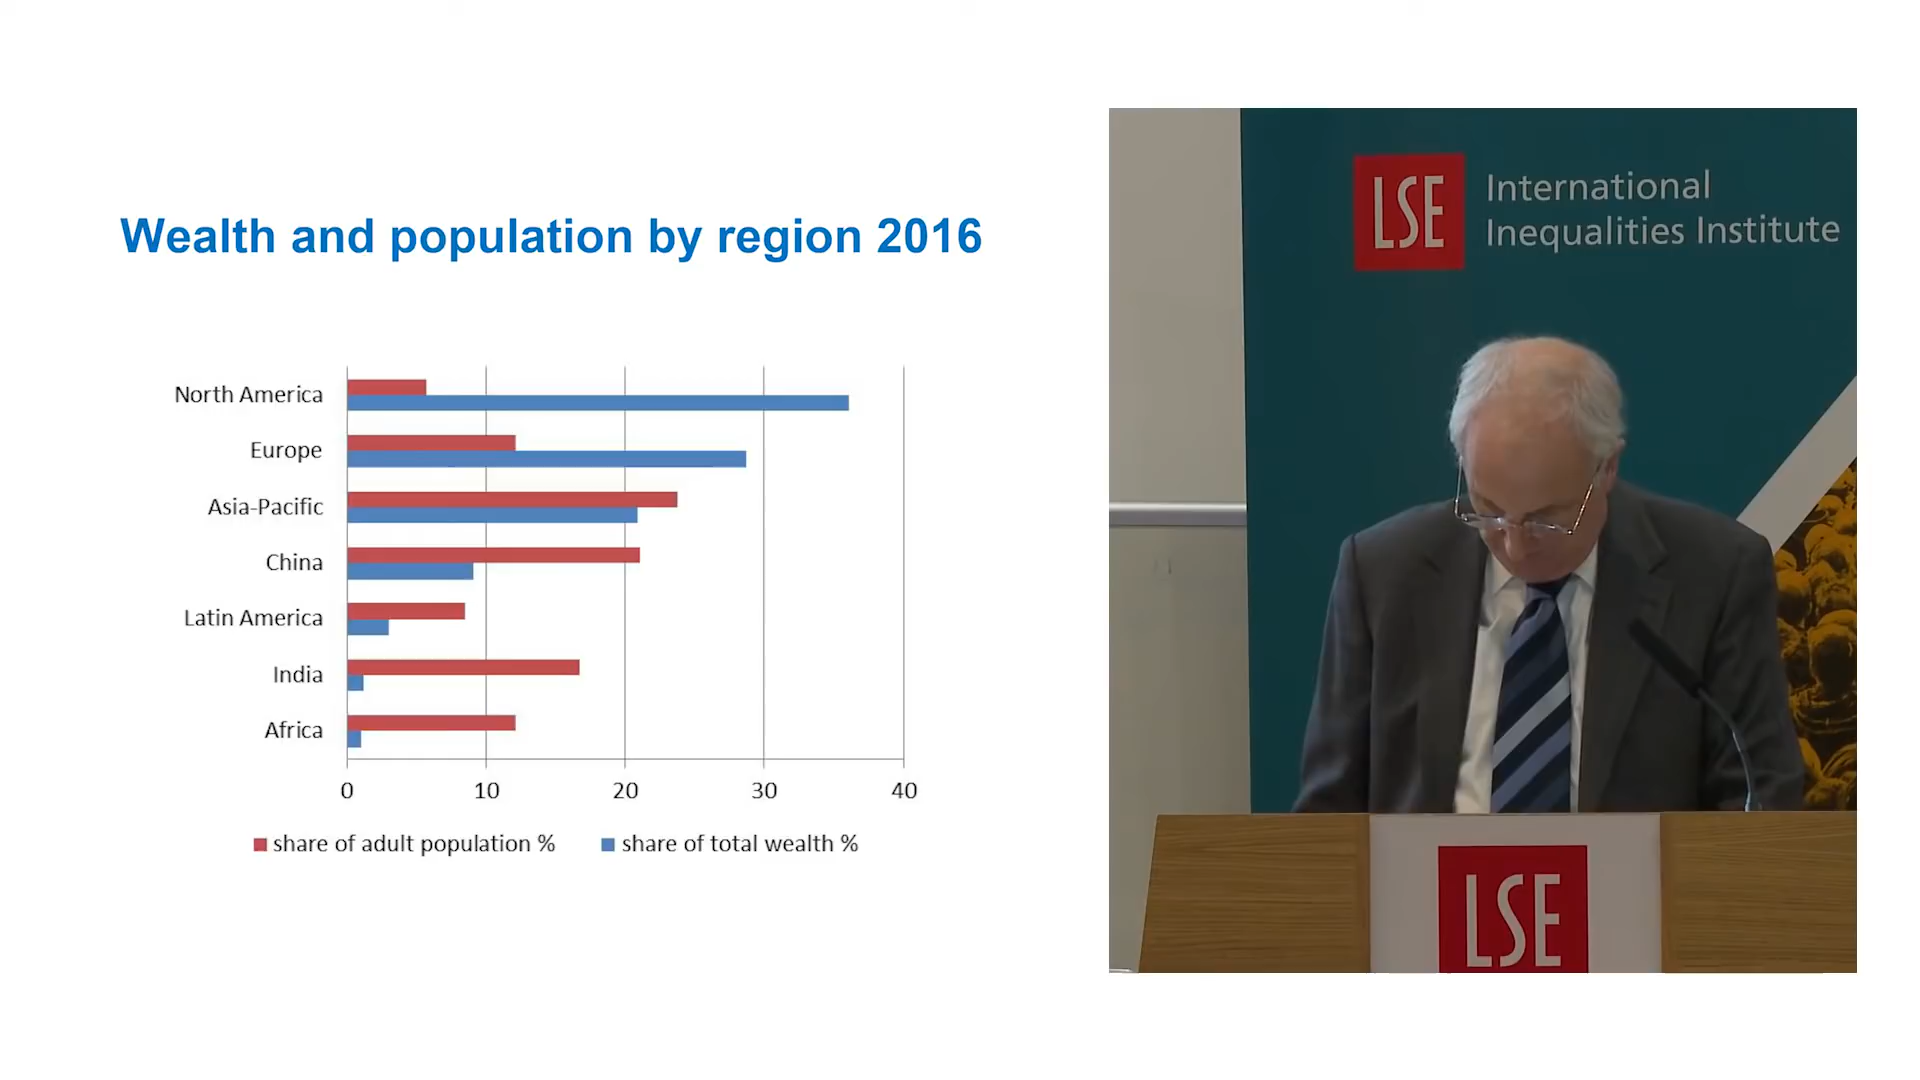 Wealth and population by region 2016
North America
Europe
Asia-Pacific
China
Latin America
India
Africa
0 10 20 30 40
share of adult population %
share of total wealth %
LSE
International
Inequalities Institute
LSE